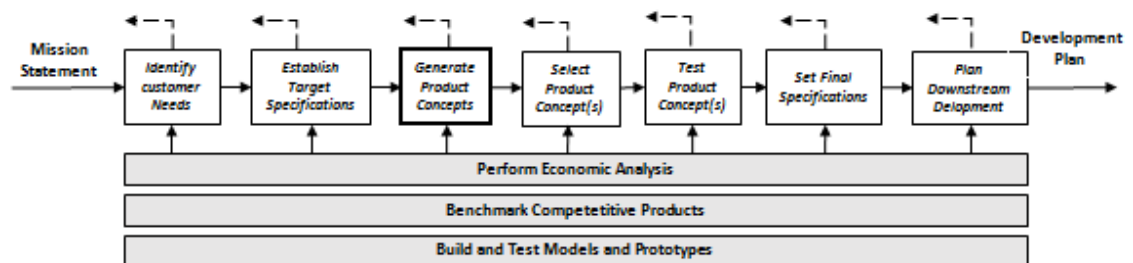 Mission
Statement
Identify
customer
Needs
Establish
Target
Specifications
Generate
Product
Concepts
Select
Product
Concept(s)
Test
Product
Concept(s)
Set Final
Specifications
Plan
Downstream
Delopment
Development
Plan
Perform Economic Analysis
Benchmark Competetitive Products
Build and Test Models and Prototypes